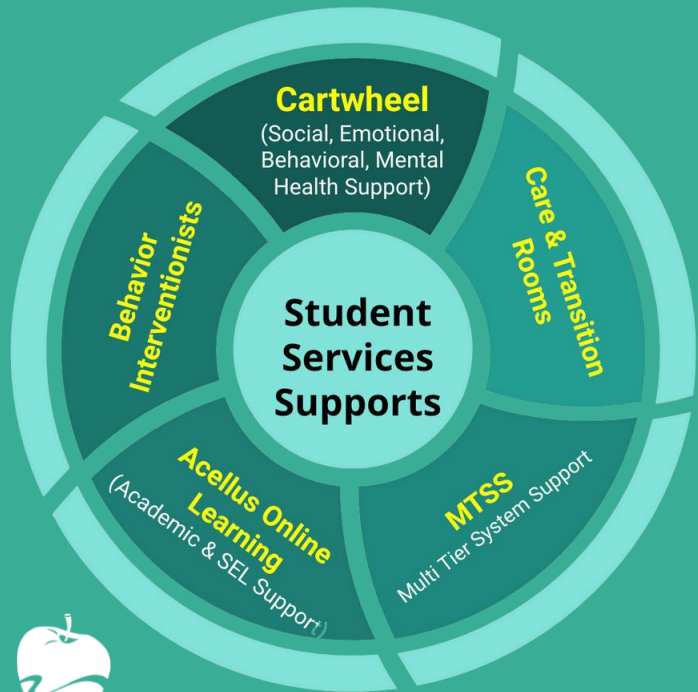 Cartwheel
(Social, Emotional,
Behavioral, Mental
Health Support)
Care & Transition
Rooms
MTSS
Multi Tier System Support
Acellus Online
Learning
(Academic & SEL Support)
Behavior
Interventionists
Student
Services
Supports